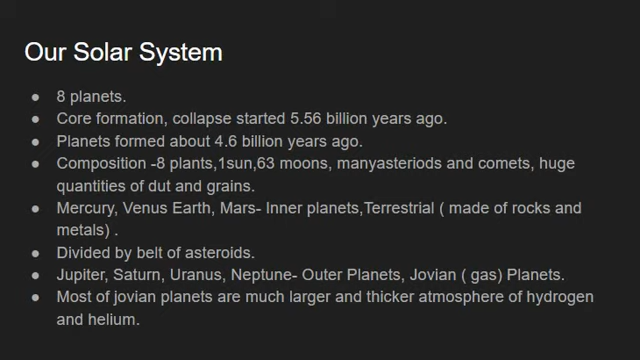 Our Solar System
● 8 planets.
● Core formation, collapse started 5.56 billion years ago.
● Planets formed about 4.6 billion years ago.
● Composition -8 plants,1sun,63 moons, manyasteriods and comets, huge
quantities of dut and grains.
● Mercury, Venus Earth, Mars- Inner planets,Terrestrial ( made of rocks and
metals) .
● Divided by belt of asteroids.
● Jupiter, Saturn, Uranus, Neptune- Outer Planets, Jovian ( gas) Planets.
● Most of jovian planets are much larger and thicker atmosphere of hydrogen
and helium.